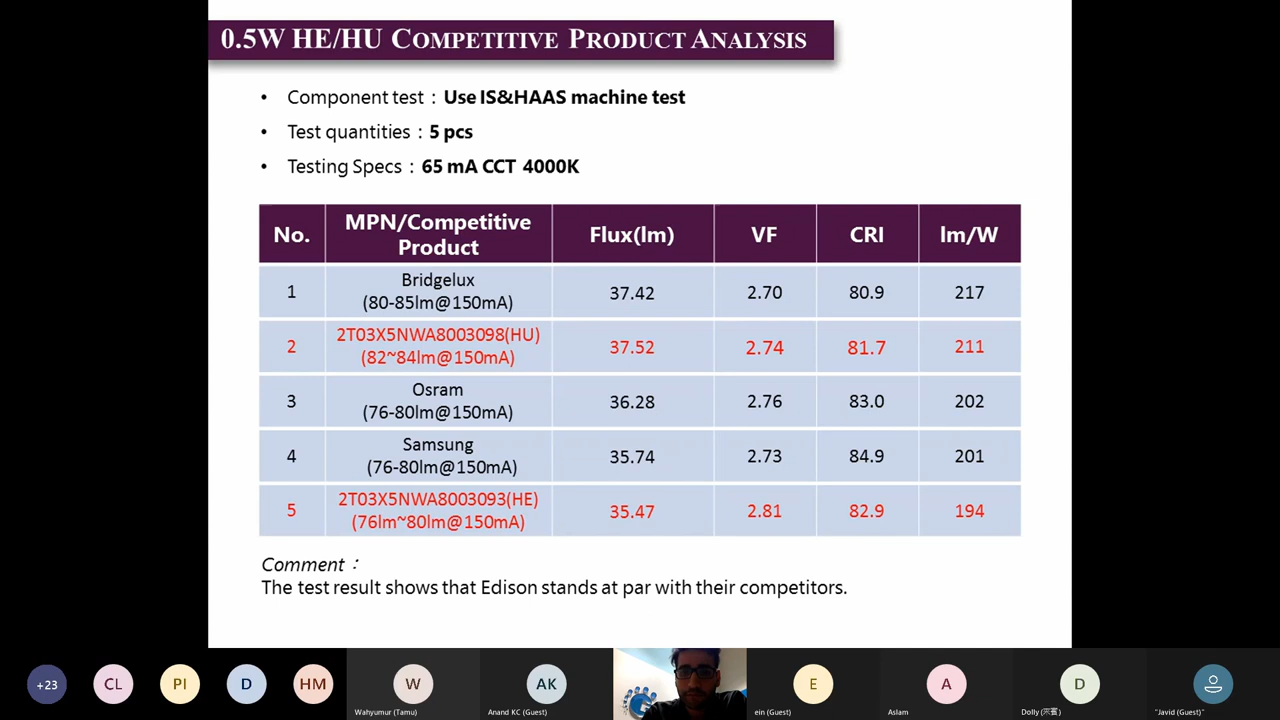 0.5W HE/HU COMPETITIVE PRODUCT ANALYSIS
• Component test : Use IS&HAAS machine test
• Test quantities : 5 pcs
• Testing Specs : 65 mA CCT 4000K
No. MPN/Competitive Product Flux(lm) VF CRI lm/W
1 Bridgelux (80-85lm@150mA) 37.42 2.70 80.9 217
2 2T03X5NWA8003098(HU) (82~84lm@150mA) 37.52 2.74 81.7 211
3 Osram (76-80lm@150mA) 36.28 2.76 83.0 202
4 Samsung (76-80lm@150mA) 35.74 2.73 84.9 201
5 2T03X5NWA8003093(HE) (76lm~80lm@150mA) 35.47 2.81 82.9 194
Comment：
The test result shows that Edison stands at par with their competitors.
+23 CL PI D HM W AK E A D
Wahyumur (Tamu) Anand KC (Guest) ein (Guest) Aslam Dolly (宗賓) "Javid (Guest)"